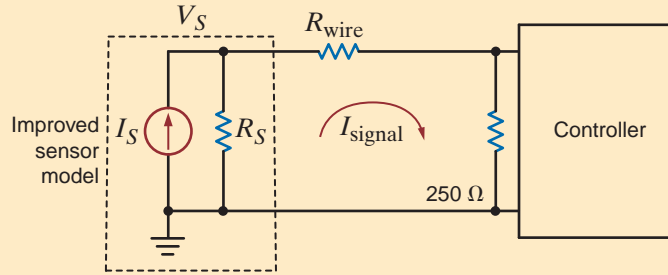 V_S
R_wire
Improved
sensor
model
I_S
R_S
I_signal
250 Ω
Controller